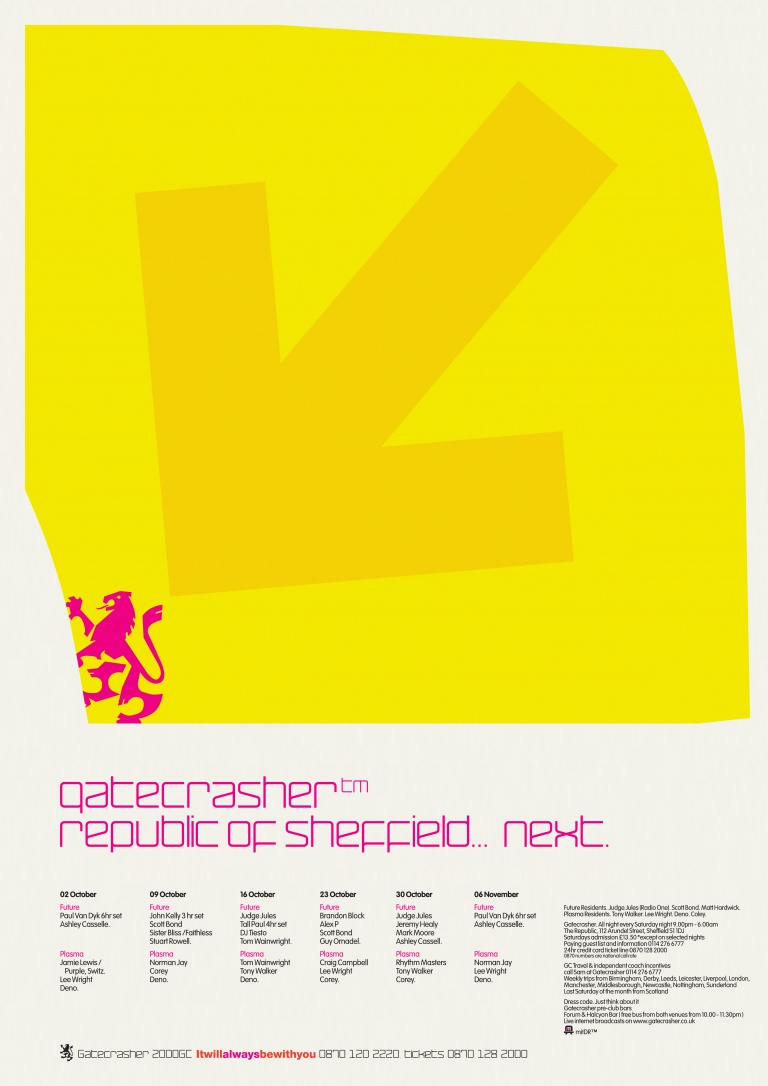 gatecrasher™
republic of sheffield... next.
02 October
Future
Paul Van Dyk 6hr set
Ashley Casselle.
Plasma
Jamie Lewis /
Purple, Switz.
Lee Wright
Deno.
09 October
Future
John Kelly 3 hr set
Scott Bond
Sister Bliss /Faithless
Stuart Rowell.
Plasma
Norman Jay
Corey
Deno.
16 October
Future
Judge Jules
Tall Paul 4hr set
DJ Tiesto
Tom Wainwright.
Plasma
Tom Wainwright
Tony Walker
Deno.
23 October
Future
Brandon Block
Alex P
Scott Bond
Guy Ornadel.
Plasma
Craig Campbell
Lee Wright
Corey.
30 October
Future
Judge Jules
Jeremy Healy
Mark Moore
Ashley Cassell.
Plasma
Rhythm Masters
Tony Walker
Corey.
06 November
Future
Paul Van Dyk 6hr set
Ashley Casselle.
Plasma
Norman Jay
Lee Wright
Deno.
Future Residents. Judge Jules (Radio One). Scott Bond. Matt Hardwick.
Plasma Residents. Tony Walker. Lee Wright. Deno. Coley.
Gatecrasher. All night every Saturday night 9.00pm - 6.00am
The Republic, 112 Arundel Street, Sheffield S1 1DJ
Saturdays admission £13.50 *except on selected nights
Paying guest list and information 0114 276 6777
24hr credit card ticket line 0870 128 2000
0870 numbers are national call rate
GC Travel & independent coach incentives
call Sam at Gatecrasher 0114 276 6777
Weekly trips from Birmingham, Derby, Leeds, Leicester, Liverpool, London,
Manchester, Middlesborough, Newcastle, Nottingham, Sunderland
Last Saturday of the month from Scotland
Dress code. Just think about it
Gatecrasher pre-club bars
Forum & Halcyon Bar ( free bus from both venues from 10.00 - 11.30pm )
Live internet broadcasts on www.gatecrasher.co.uk
mitDR™
Gatecrasher 2000GC Itwillalwaysbewithyou 0870 120 2220 tickets 0870 128 2000